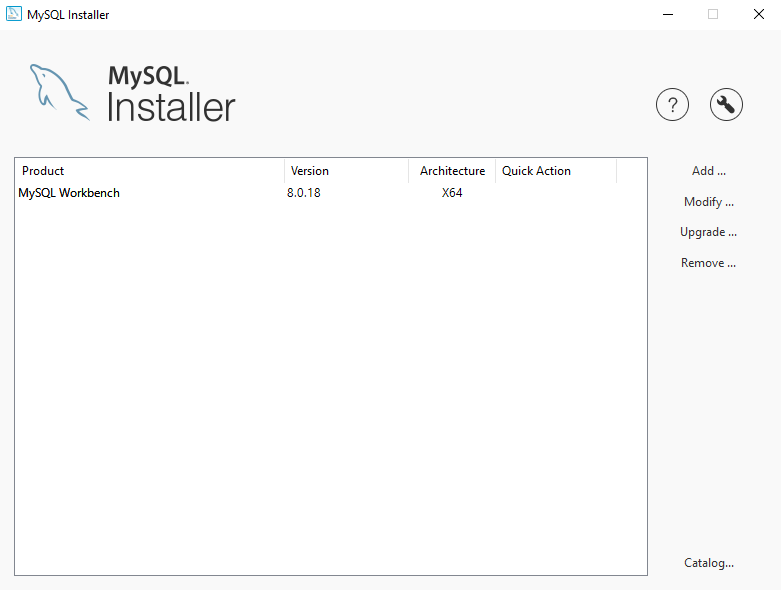 MySQL Installer
MySQL®
Installer
?
Product Version Architecture Quick Action
MySQL Workbench 8.0.18 X64
Add ...
Modify ...
Upgrade ...
Remove ...
Catalog...